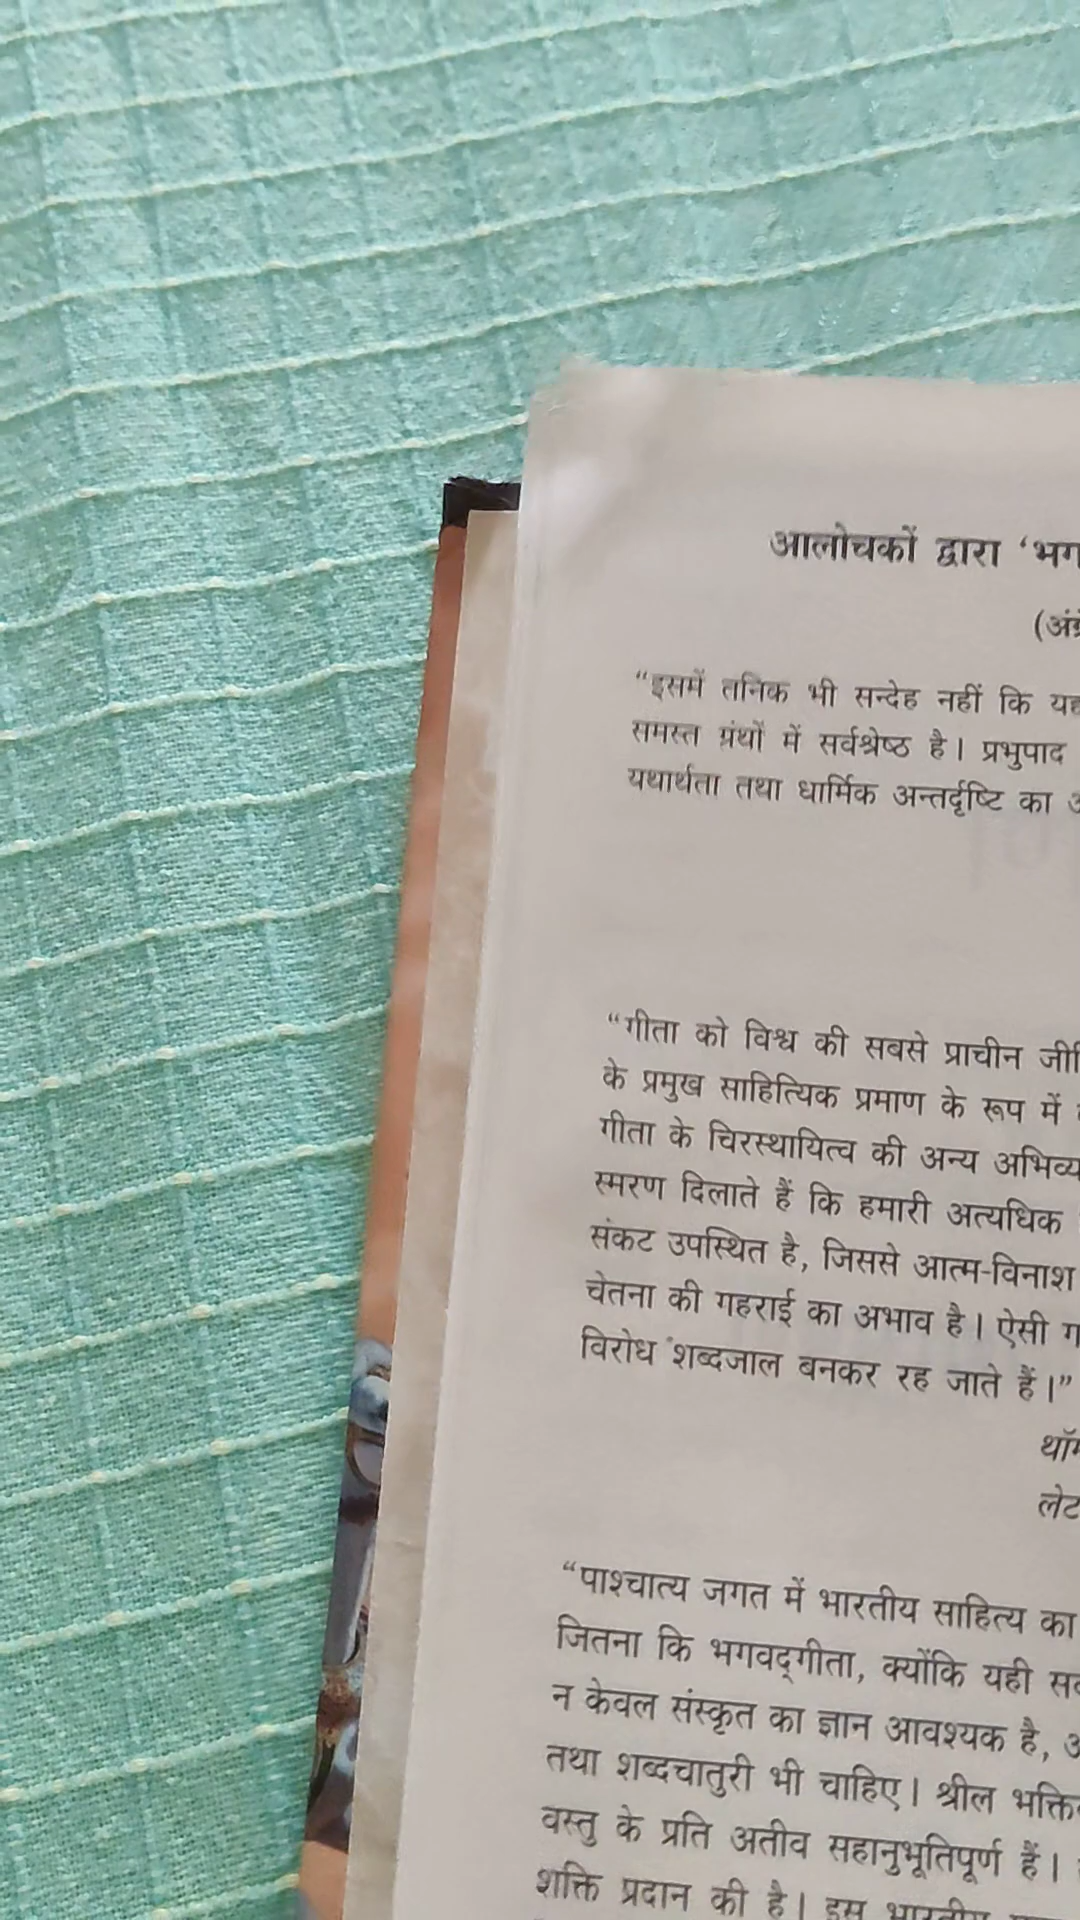 आलोचकों द्वारा ‘भग
(अंग्रे
“इसमें तनिक भी सन्देह नहीं कि यह
समस्त ग्रंथों में सर्वश्रेष्ठ है। प्रभुपाद
यथार्थता तथा धार्मिक अन्तर्दृष्टि का
“गीता को विश्व की सबसे प्राचीन जी
के प्रमुख साहित्यिक प्रमाण के रूप में
गीता के चिरस्थायित्व की अन्य अभिव्य
स्मरण दिलाते हैं कि हमारी अत्यधिक
संकट उपस्थित है, जिससे आत्म-विनाश
चेतना की गहराई का अभाव है। ऐसी ग
विरोध शब्दजाल बनकर रह जाते हैं।”
थॉम
लेट
“पाश्चात्य जगत में भारतीय साहित्य का
जितना कि भगवद्गीता, क्योंकि यही सर्व
न केवल संस्कृत का ज्ञान आवश्यक है,
तथा शब्दचातुरी भी चाहिए। श्रील भक्ति
वस्तु के प्रति अतीव सहानुभूतिपूर्ण हैं।
शक्ति प्रदान की है। इस भारतीय